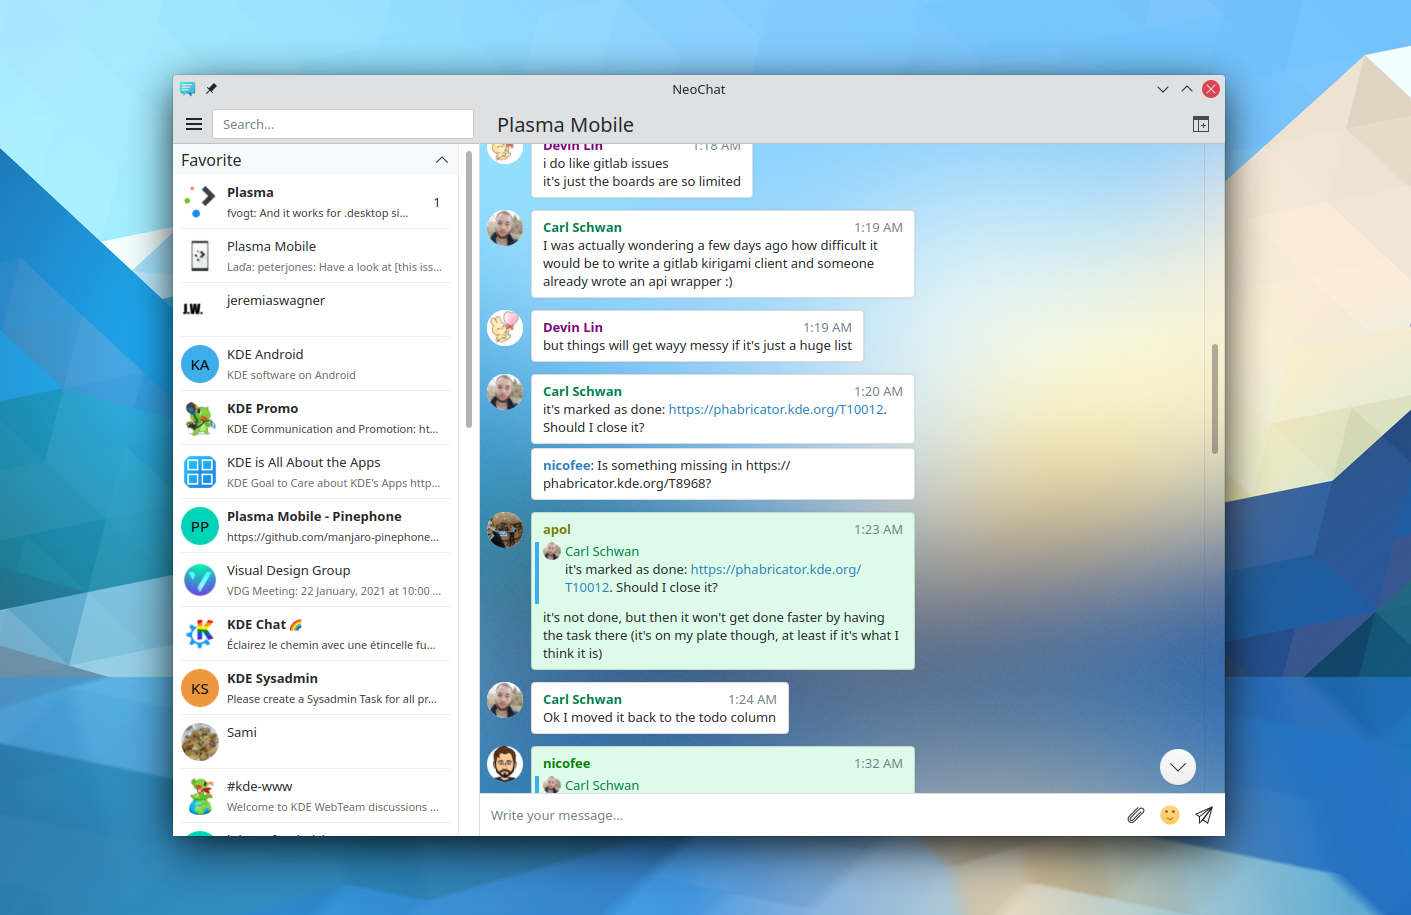 NeoChat
Search...
Plasma Mobile
Favorite
Plasma
fvogt: And it works for .desktop si...
1
Plasma Mobile
Laďa: peterjones: Have a look at [this iss...
J.W.
jeremiaswagner
KA
KDE Android
KDE software on Android
KDE Promo
KDE Communication and Promotion: ht...
KDE is All About the Apps
KDE Goal to Care about KDE's Apps http...
PP
Plasma Mobile - Pinephone
https://github.com/manjaro-pinephone...
Visual Design Group
VDG Meeting: 22 January, 2021 at 10:00 ...
KDE Chat 🌈
Éclairez le chemin avec une étincelle fu...
KS
KDE Sysadmin
Please create a Sysadmin Task for all pr...
Sami
#kde-www
Welcome to KDE WebTeam discussions ...
Devin Lin 1:18 AM
i do like gitlab issues
it's just the boards are so limited
Carl Schwan 1:19 AM
I was actually wondering a few days ago how difficult it
would be to write a gitlab kirigami client and someone
already wrote an api wrapper :)
Devin Lin 1:19 AM
but things will get wayy messy if it's just a huge list
Carl Schwan 1:20 AM
it's marked as done: https://phabricator.kde.org/T10012.
Should I close it?
nicofee: Is something missing in https://
phabricator.kde.org/T8968?
apol 1:23 AM
Carl Schwan
it's marked as done: https://phabricator.kde.org/
T10012. Should I close it?
it's not done, but then it won't get done faster by having
the task there (it's on my plate though, at least if it's what I
think it is)
Carl Schwan 1:24 AM
Ok I moved it back to the todo column
nicofee 1:32 AM
Carl Schwan
Write your message...